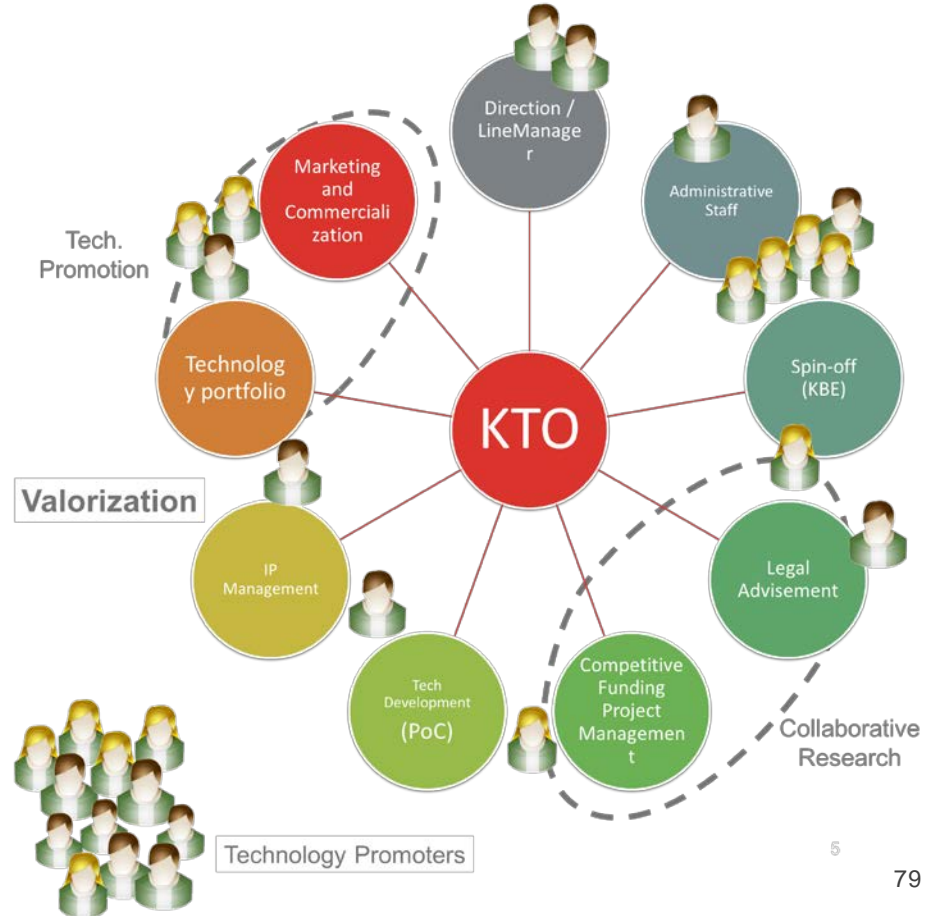 Direction /
LineManage
r
Marketing
and
Commerciali
zation
Administrative
Staff
Tech.
Promotion
Technolog
y portfolio
Spin-off
(KBE)
KTO
Valorization
IP
Management
Legal
Advisement
Tech
Development
(PoC)
Competitive
Funding
Project
Managemen
t
Collaborative
Research
Technology Promoters
5
79